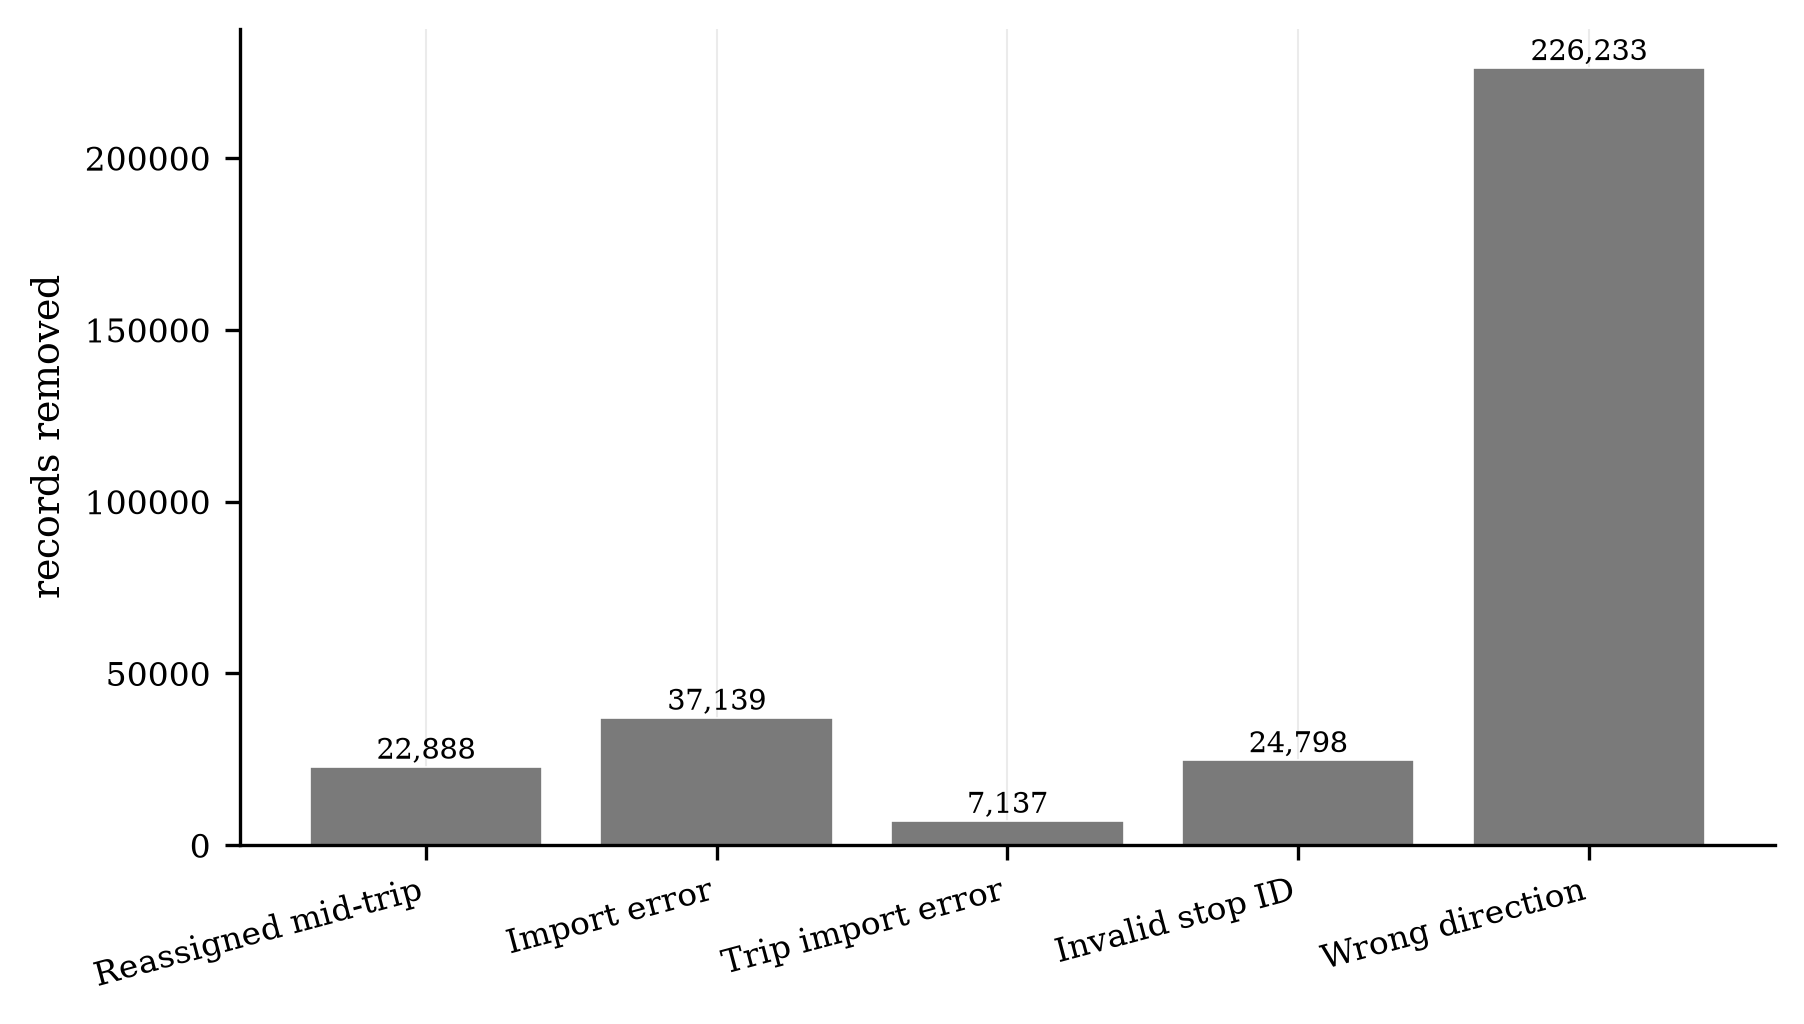 226,233
200000
150000
100000
50000
0
records removed
22,888
37,139
7,137
24,798
Reassigned mid-trip
Import error
Trip import error
Invalid stop ID
Wrong direction